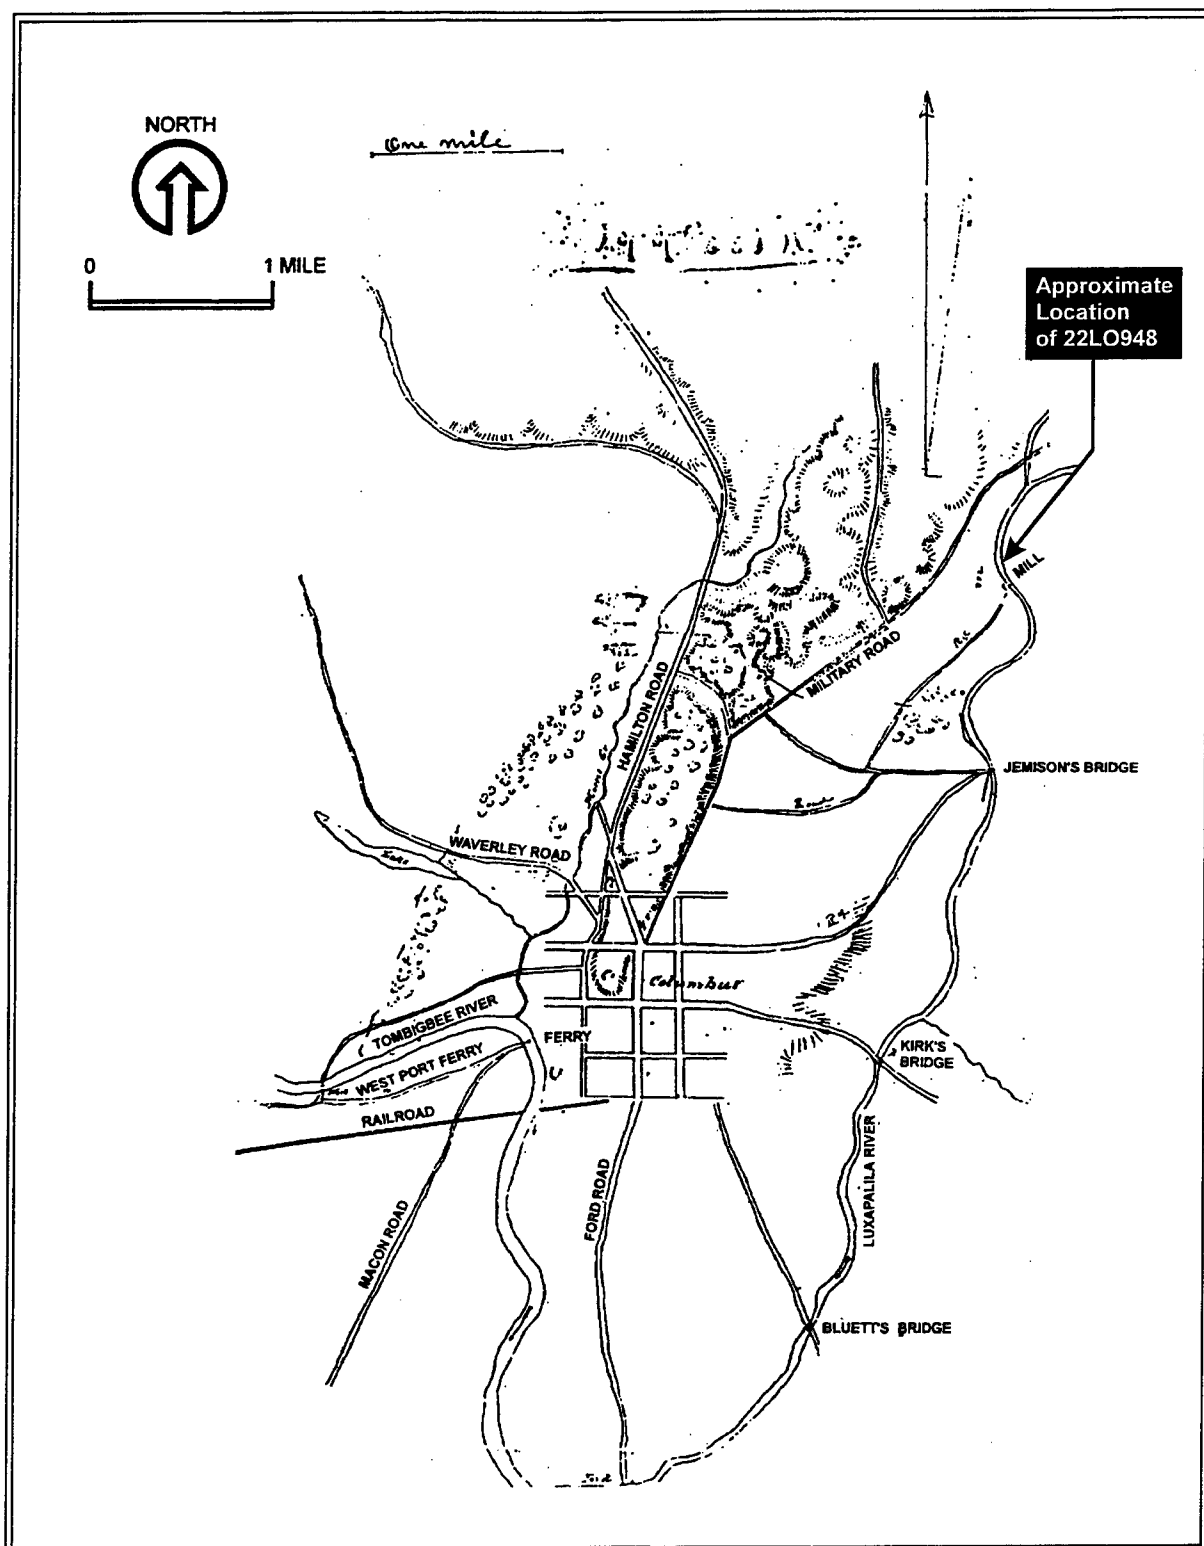 NORTH
One mile
0 1 MILE
Approximate
Location
of 22LO948
MILL
MILITARY ROAD
HAMILTON ROAD
JEMISON'S BRIDGE
WAVERLEY ROAD
Columbus
TOMBIGBEE RIVER
FERRY
WEST PORT FERRY
KIRK'S
BRIDGE
RAILROAD
LUXAPALILA RIVER
FORD ROAD
MACON ROAD
BLUETT'S BRIDGE